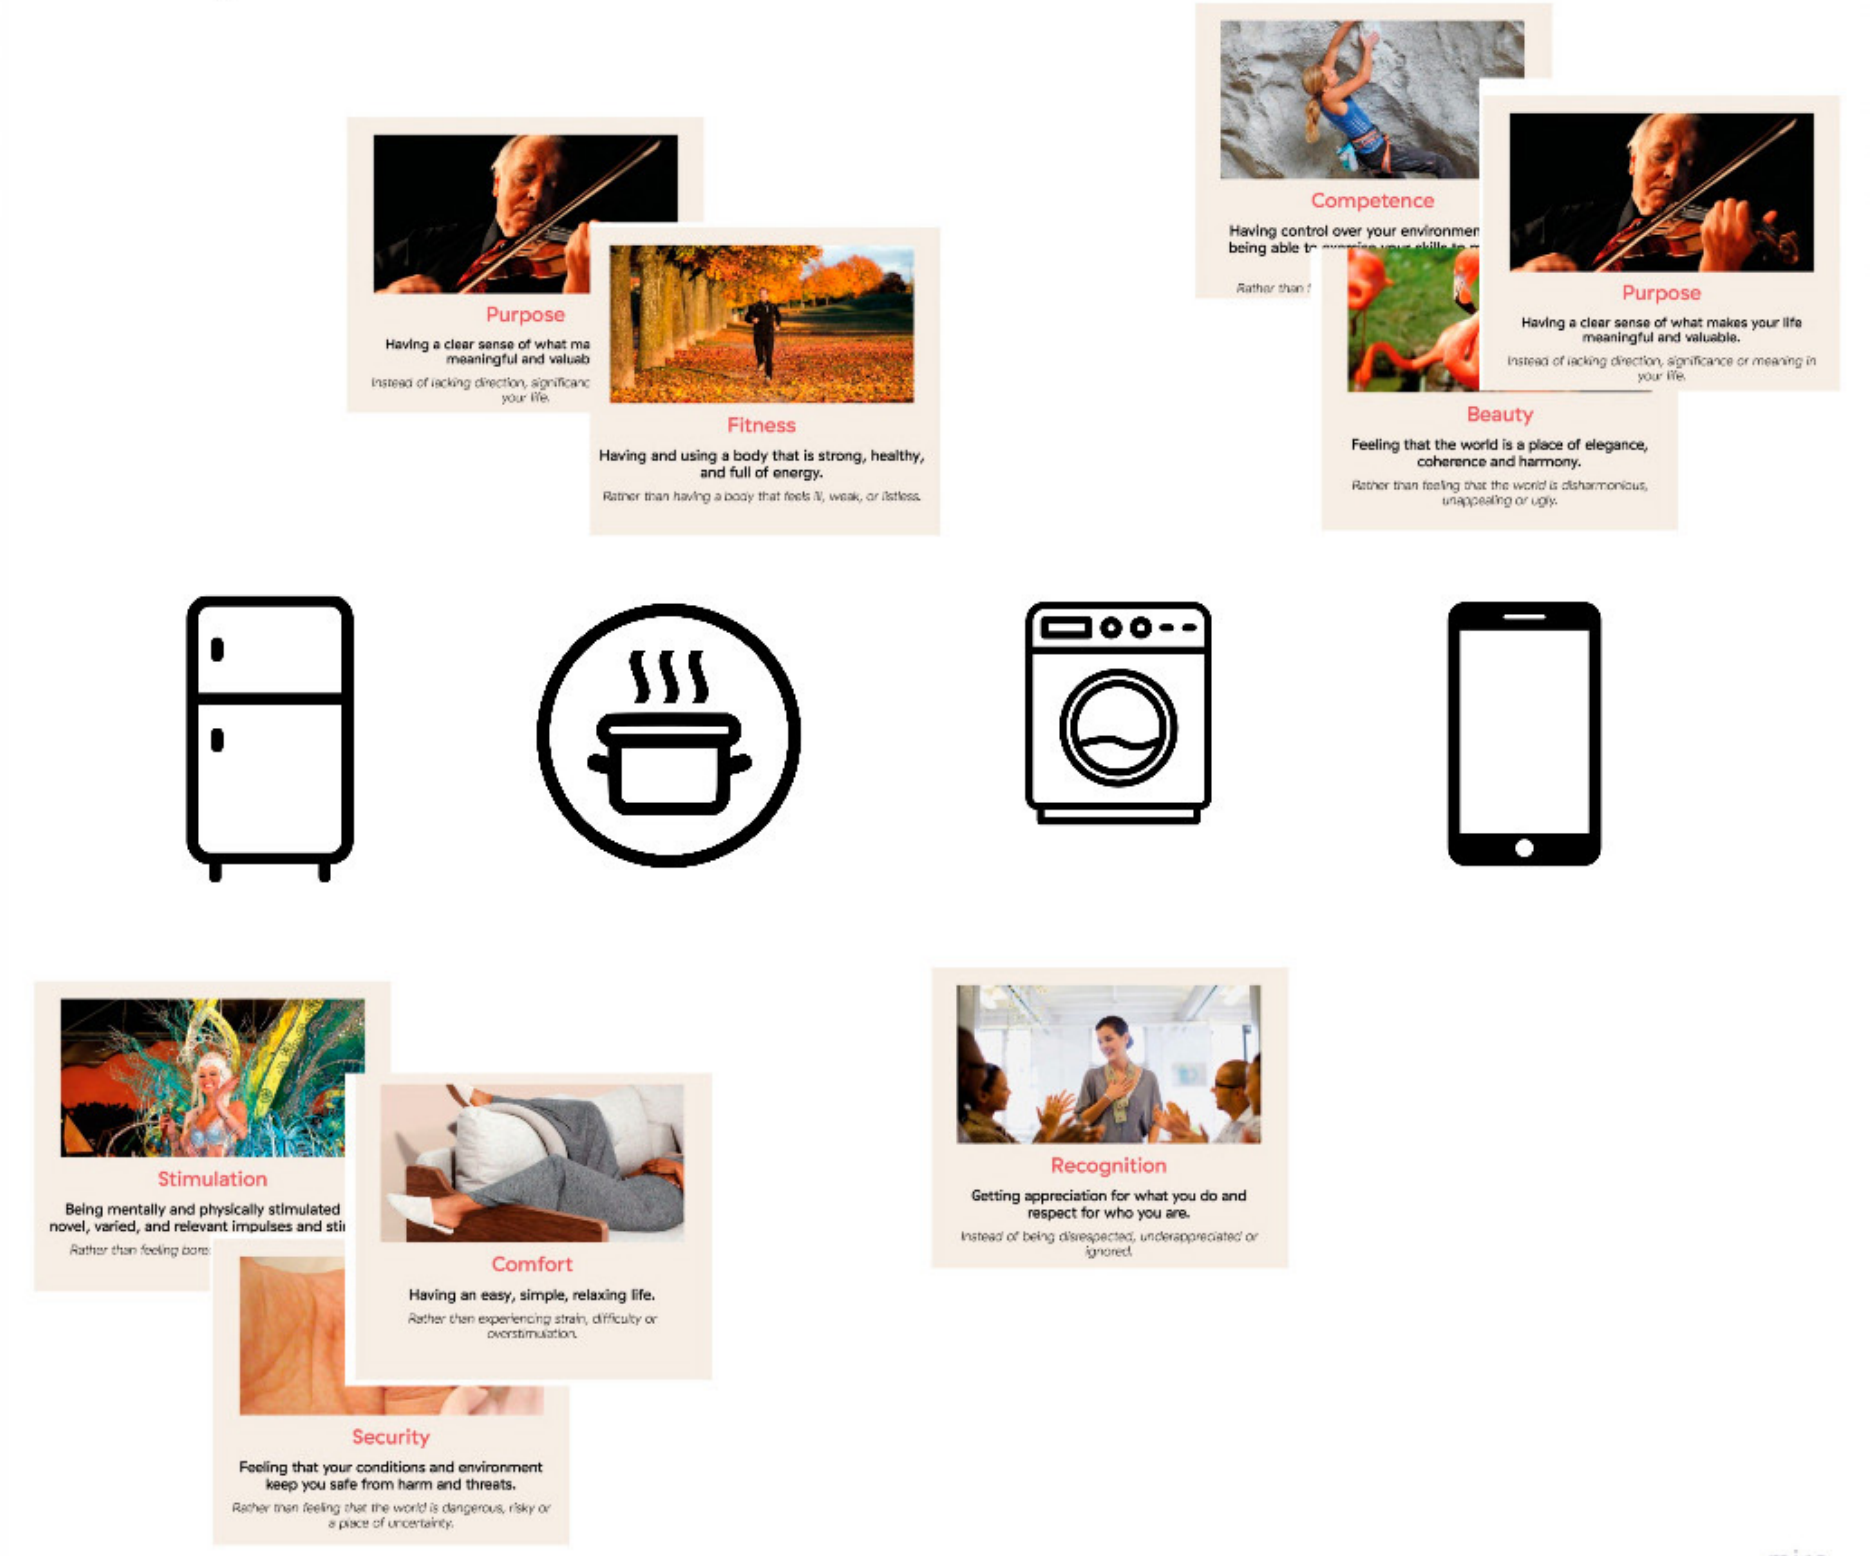 Competence
Having control over your environmen
being able to exercise your skills to m
Rather than f
Purpose
Having a clear sense of what makes your life
meaningful and valuable.
Instead of lacking direction, significance or meaning in
your life.
Purpose
Having a clear sense of what ma
meaningful and valuab
Instead of lacking direction, significanc
your life.
Fitness
Having and using a body that is strong, healthy,
and full of energy.
Rather than having a body that feels ill, weak, or listless.
Beauty
Feeling that the world is a place of elegance,
coherence and harmony.
Rather than feeling that the world is disharmonious,
unappealing or ugly.
Stimulation
Being mentally and physically stimulated
novel, varied, and relevant impulses and stim
Rather than feeling bore
Comfort
Having an easy, simple, relaxing life.
Rather than experiencing strain, difficulty or
overstimulation.
Security
Feeling that your conditions and environment
keep you safe from harm and threats.
Rather than feeling that the world is dangerous, risky or
a place of uncertainty.
Recognition
Getting appreciation for what you do and
respect for who you are.
Instead of being disrespected, underappreciated or
ignored.